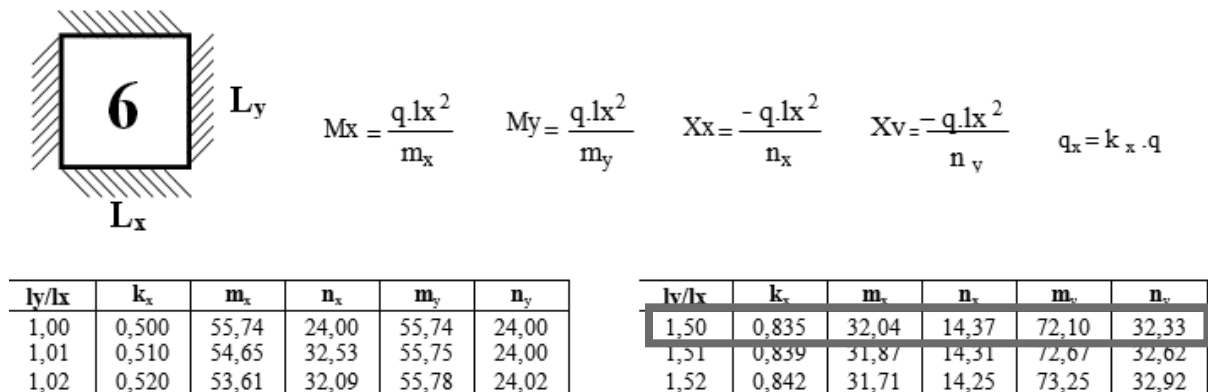 6
Ly
Lx
Mx = q.lx² / mx
My = q.lx² / my
Xx = - q.lx² / nx
Xv = - q.lx² / n v
qx = k x .q
ly/lx kx mx nx my ny
1,00 0,500 55,74 24,00 55,74 24,00
1,01 0,510 54,65 32,53 55,75 24,00
1,02 0,520 53,61 32,09 55,78 24,02
ly/lx kx mx nx my ny
1,50 0,835 32,04 14,37 72,10 32,33
1,51 0,839 31,87 14,31 72,67 32,62
1,52 0,842 31,71 14,25 73,25 32,92